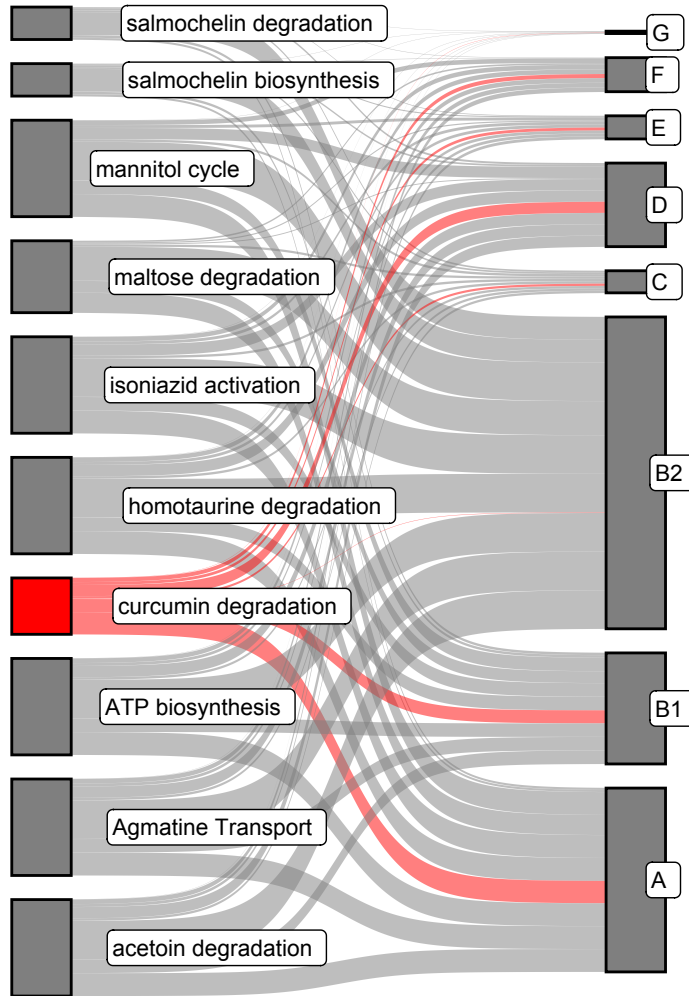 salmochelin degradation
salmochelin biosynthesis
mannitol cycle
maltose degradation
isoniazid activation
homotaurine degradation
curcumin degradation
ATP biosynthesis
Agmatine Transport
acetoin degradation
G
F
E
D
C
B2
B1
A